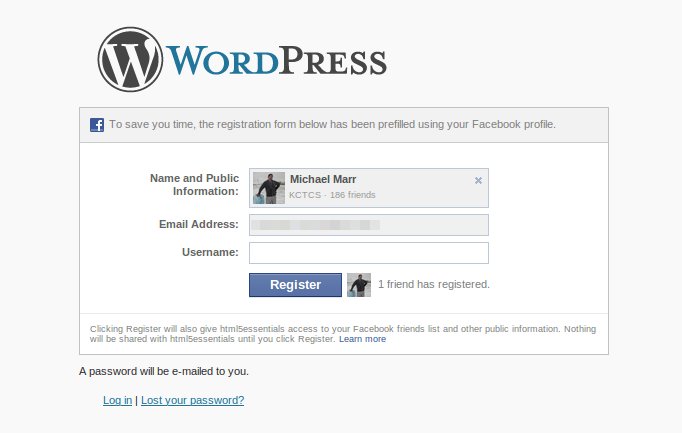 WORDPRESS
To save you time, the registration form below has been prefilled using your Facebook profile.
Name and Public
Information:
Michael Marr
KCTCS · 186 friends
Email Address:
Username:
Register
1 friend has registered.
Clicking Register will also give html5essentials access to your Facebook friends list and other public information. Nothing
will be shared with html5essentials until you click Register. Learn more
A password will be e-mailed to you.
Log in | Lost your password?